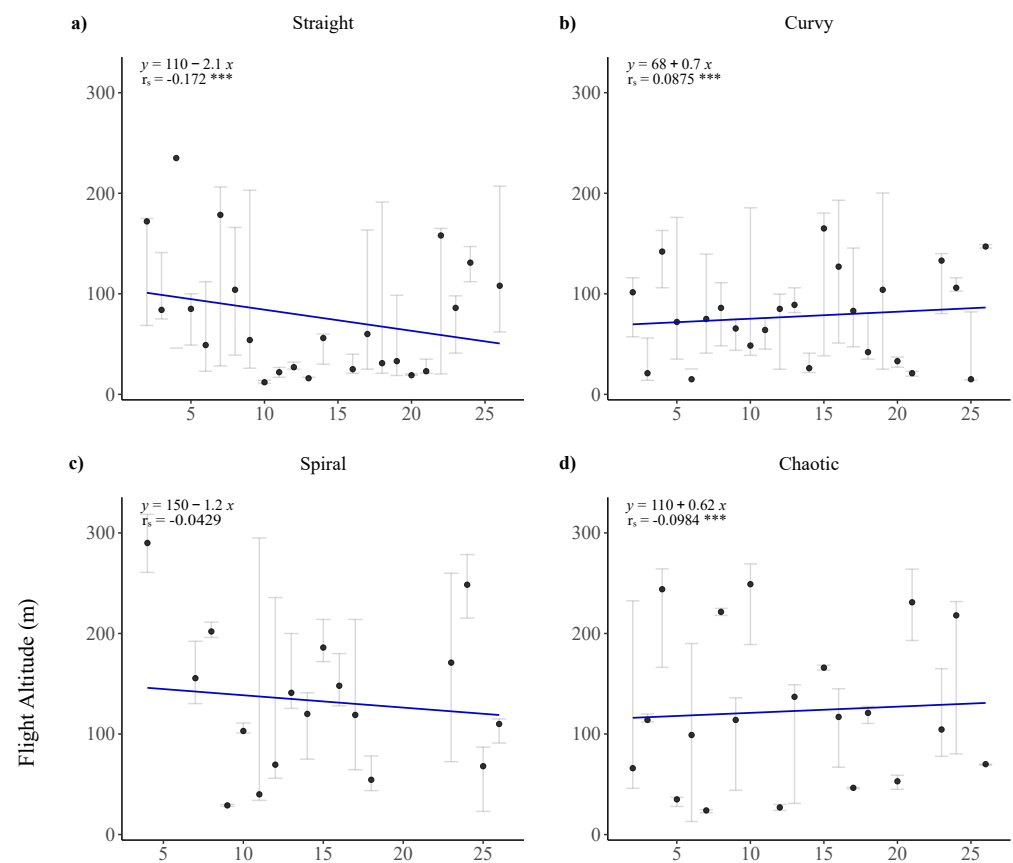 a) Straight
y = 110 − 2.1 x
rs = -0.172 ***
300
200
100
0
5 10 15 20 25
b) Curvy
y = 68 + 0.7 x
rs = 0.0875 ***
300
200
100
0
5 10 15 20 25
c) Spiral
y = 150 − 1.2 x
rs = -0.0429
300
200
100
0
5 10 15 20 25
d) Chaotic
y = 110 + 0.62 x
rs = -0.0984 ***
300
200
100
0
5 10 15 20 25
Flight Altitude (m)